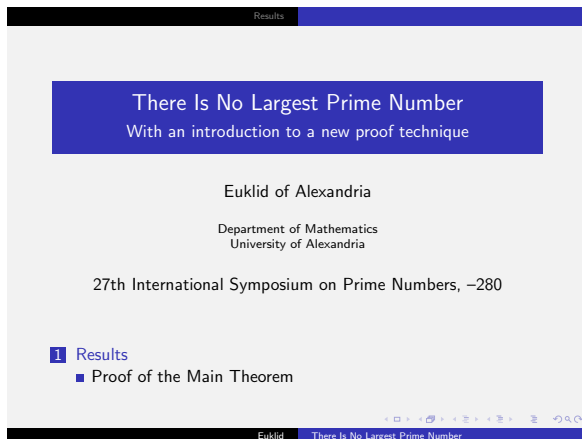 Results
There Is No Largest Prime Number
With an introduction to a new proof technique
Euklid of Alexandria
Department of Mathematics
University of Alexandria
27th International Symposium on Prime Numbers, –280
1 Results
Proof of the Main Theorem
Euklid There Is No Largest Prime Number